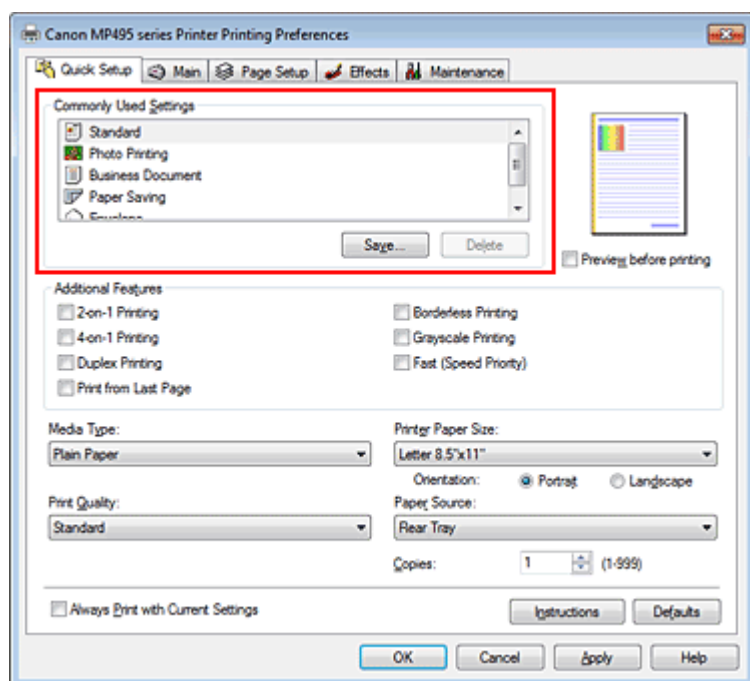 Canon MP495 series Printer Printing Preferences
Quick Setup Main Page Setup Effects Maintenance
Commonly Used Settings
Standard
Photo Printing
Business Document
Paper Saving
Envelope
Save... Delete
Preview before printing
Additional Features
2-on-1 Printing Borderless Printing
4-on-1 Printing Grayscale Printing
Duplex Printing Fast (Speed Priority)
Print from Last Page
Media Type: Printer Paper Size:
Plain Paper Letter 8.5"x11"
Orientation: Portrait Landscape
Print Quality: Paper Source:
Standard Rear Tray
Copies: 1 (1-999)
Always Print with Current Settings Instructions Defaults
OK Cancel Apply Help